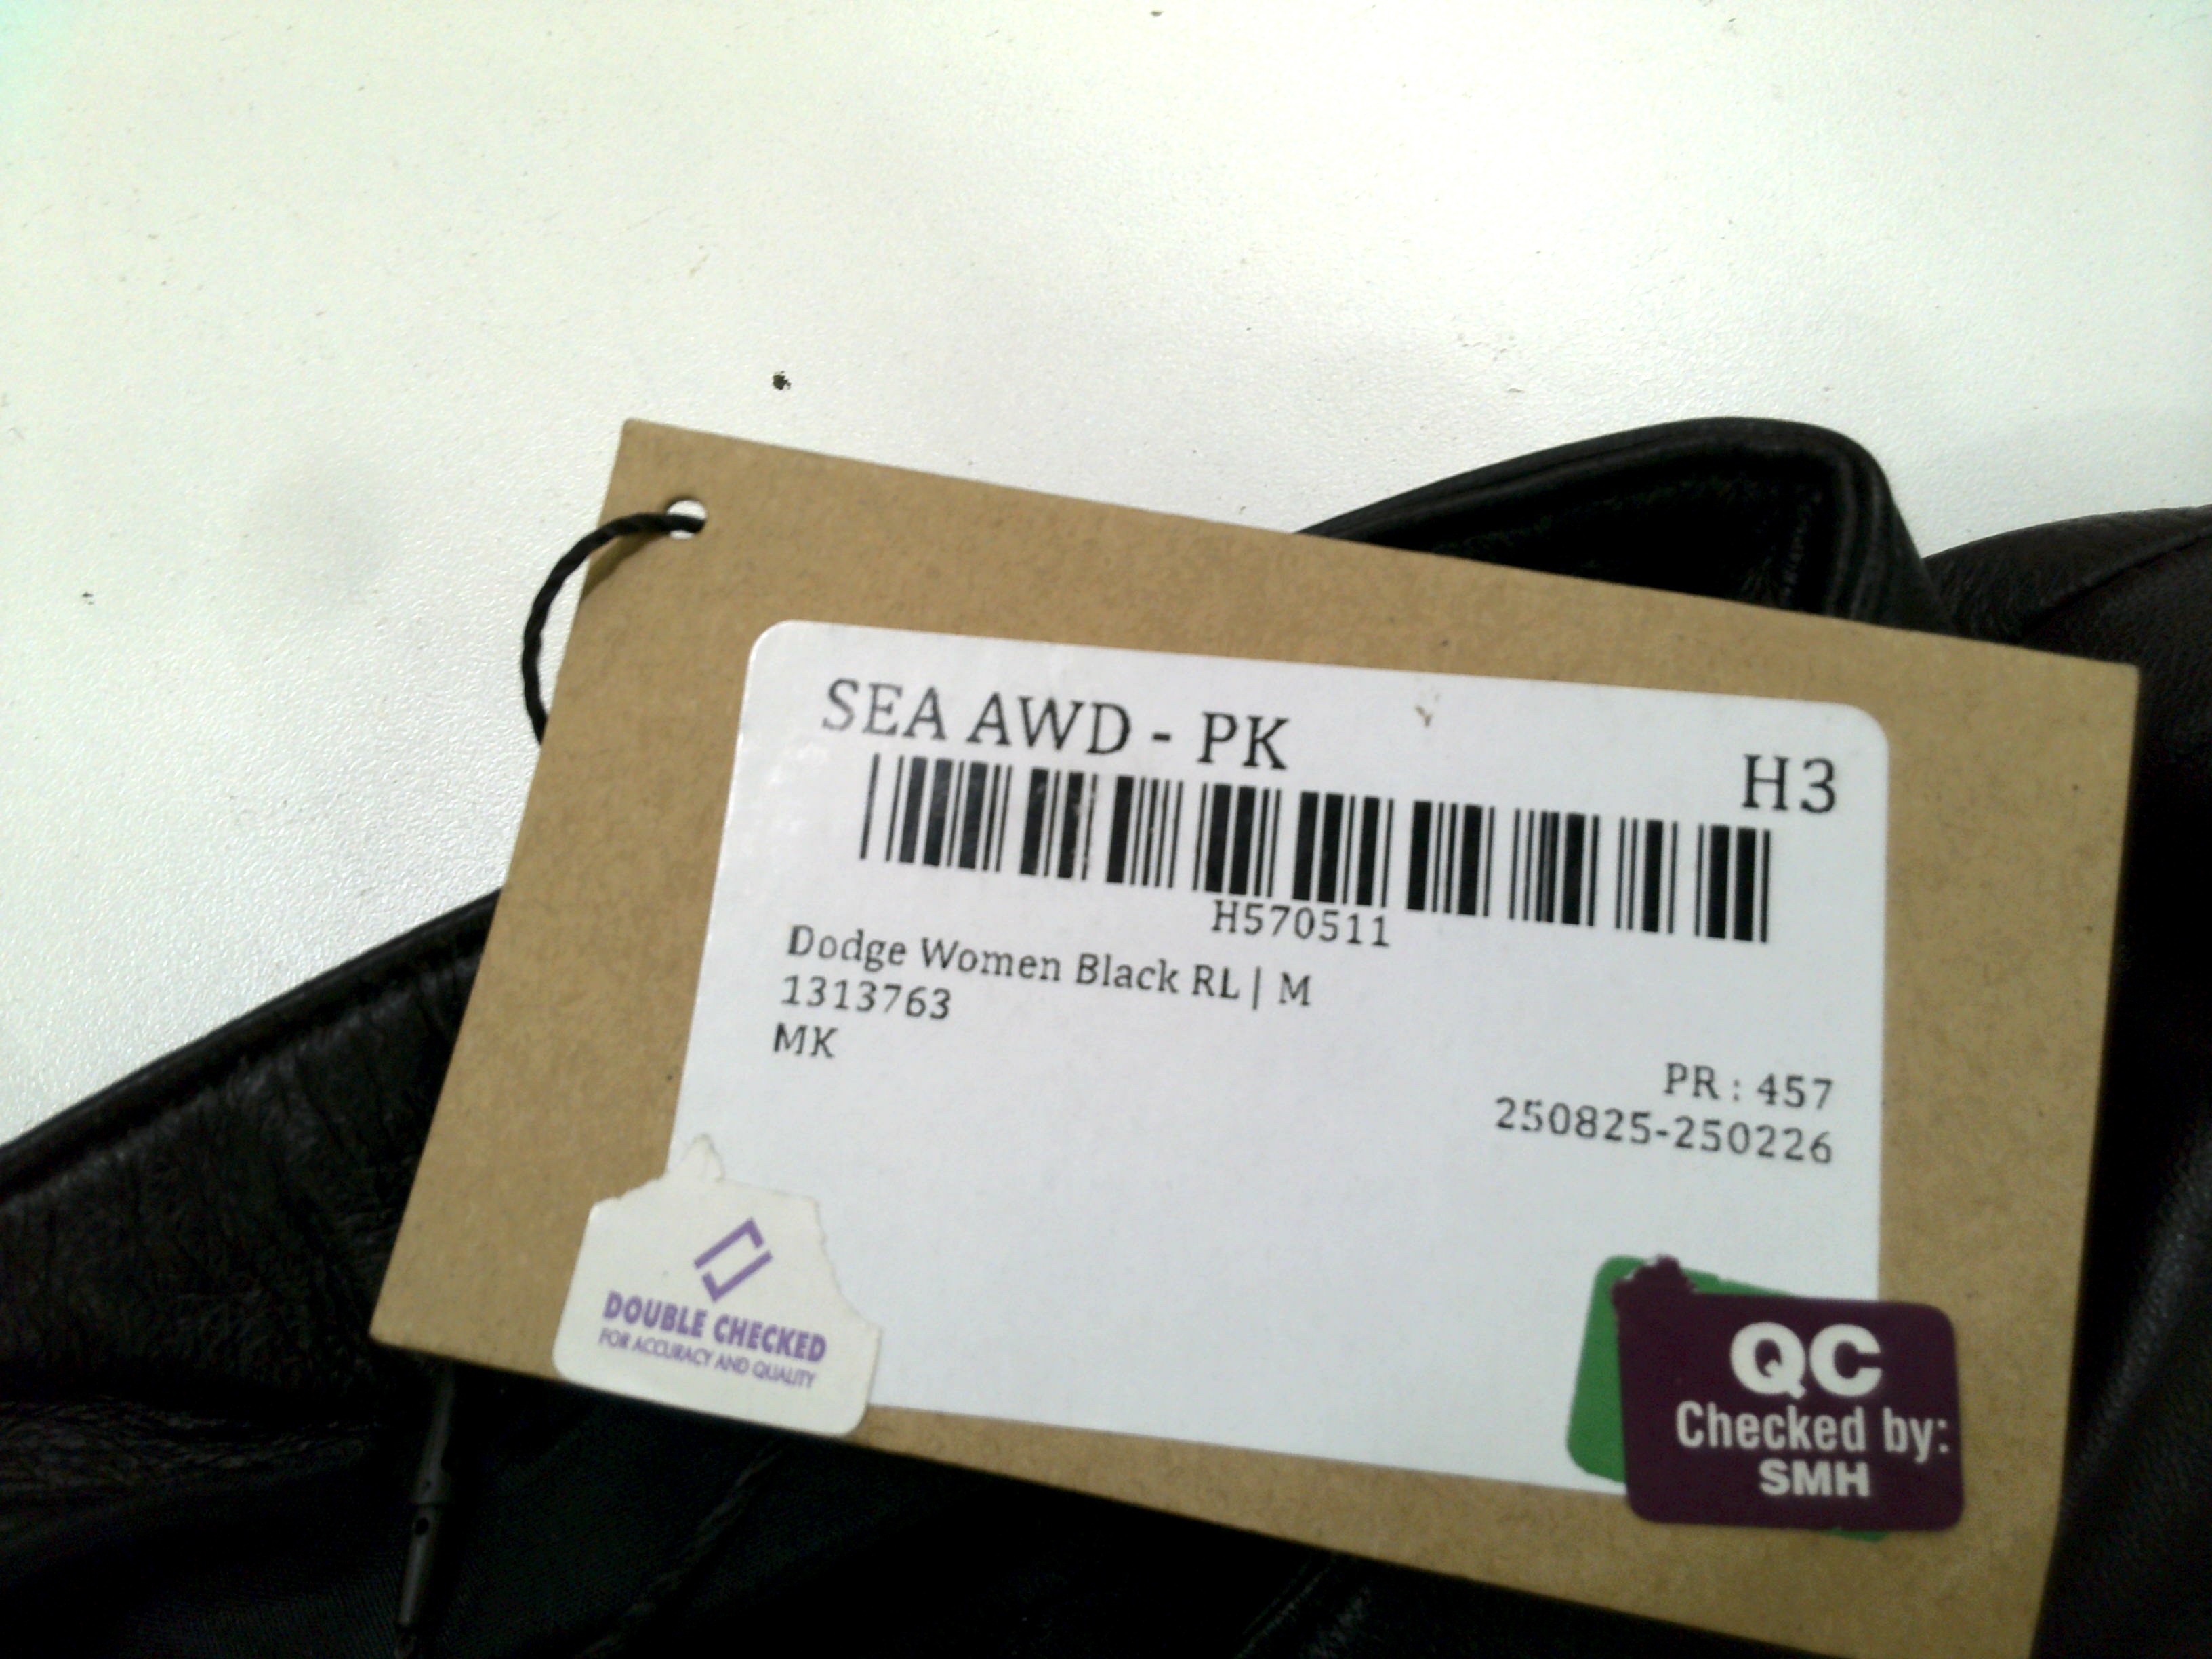 SEA AWD - PK
H3
H570511
Dodge Women Black RL | M
1313763
MK
PR : 457
250825-250226
DOUBLE CHECKED
FOR ACCURACY AND QUALITY
QC
Checked by:
SMH